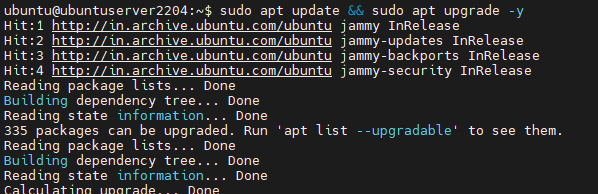 ubuntu@ubuntuserver2204:~$ sudo apt update && sudo apt upgrade -y
Hit:1 http://in.archive.ubuntu.com/ubuntu jammy InRelease
Hit:2 http://in.archive.ubuntu.com/ubuntu jammy-updates InRelease
Hit:3 http://in.archive.ubuntu.com/ubuntu jammy-backports InRelease
Hit:4 http://in.archive.ubuntu.com/ubuntu jammy-security InRelease
Reading package lists... Done
Building dependency tree... Done
Reading state information... Done
335 packages can be upgraded. Run 'apt list --upgradable' to see them.
Reading package lists... Done
Building dependency tree... Done
Reading state information... Done
Calculating upgrade... Done